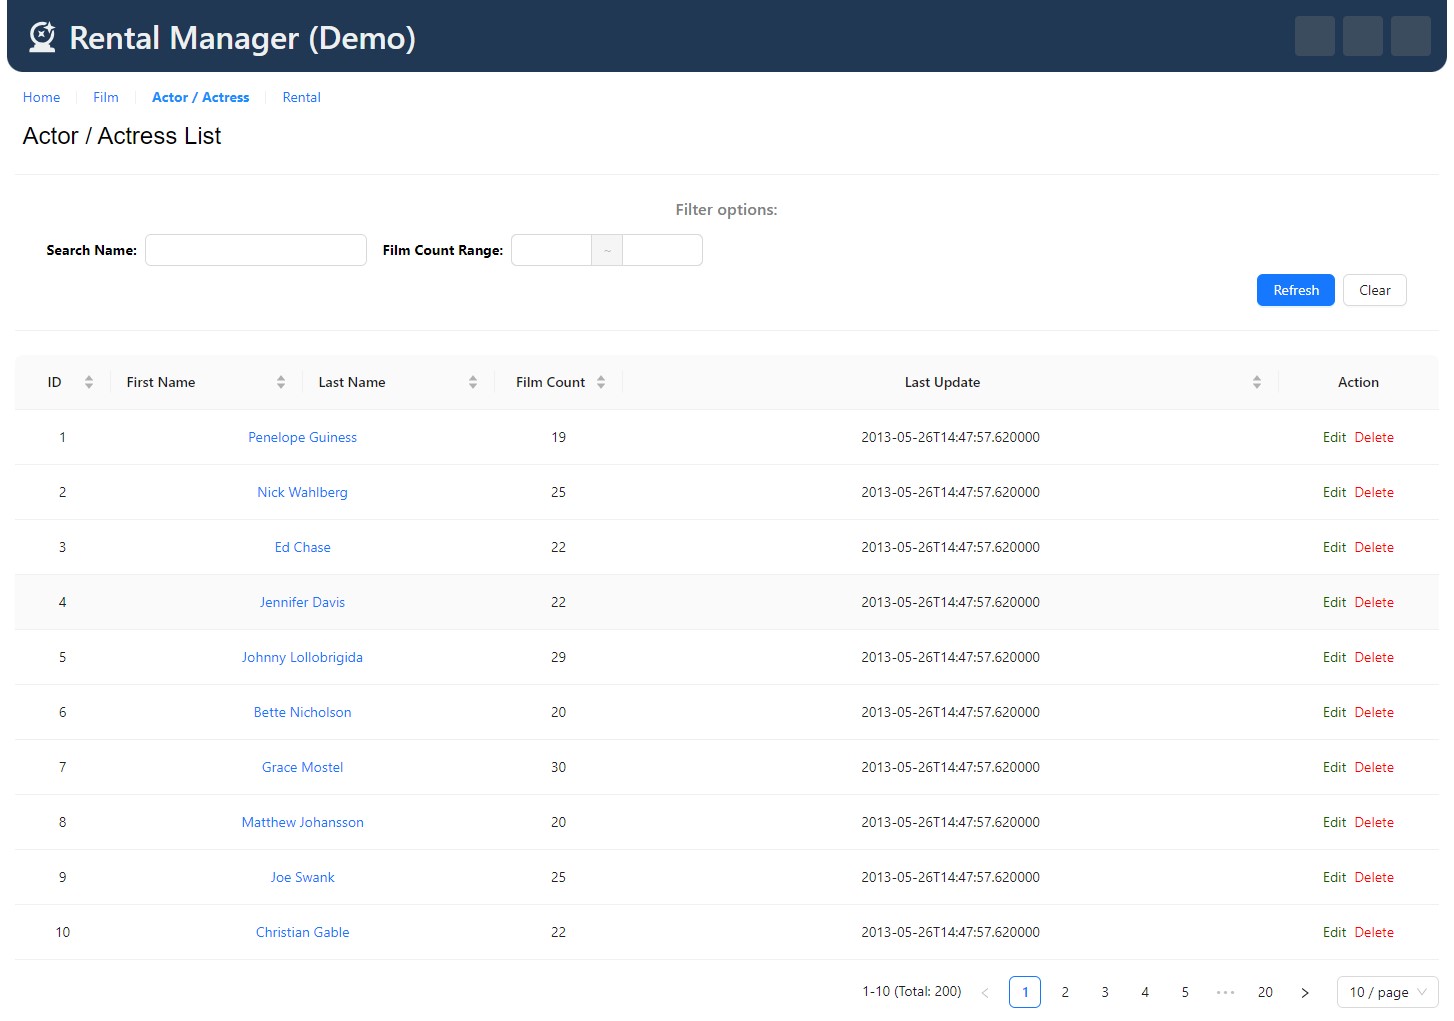 Rental Manager (Demo)
Home Film Actor / Actress Rental
Actor / Actress List
Filter options:
Search Name: Film Count Range: ~
Refresh Clear
ID First Name Last Name Film Count Last Update Action
1 Penelope Guiness 19 2013-05-26T14:47:57.620000 Edit Delete
2 Nick Wahlberg 25 2013-05-26T14:47:57.620000 Edit Delete
3 Ed Chase 22 2013-05-26T14:47:57.620000 Edit Delete
4 Jennifer Davis 22 2013-05-26T14:47:57.620000 Edit Delete
5 Johnny Lollobrigida 29 2013-05-26T14:47:57.620000 Edit Delete
6 Bette Nicholson 20 2013-05-26T14:47:57.620000 Edit Delete
7 Grace Mostel 30 2013-05-26T14:47:57.620000 Edit Delete
8 Matthew Johansson 20 2013-05-26T14:47:57.620000 Edit Delete
9 Joe Swank 25 2013-05-26T14:47:57.620000 Edit Delete
10 Christian Gable 22 2013-05-26T14:47:57.620000 Edit Delete
1-10 (Total: 200) < 1 2 3 4 5 ••• 20 > 10 / page